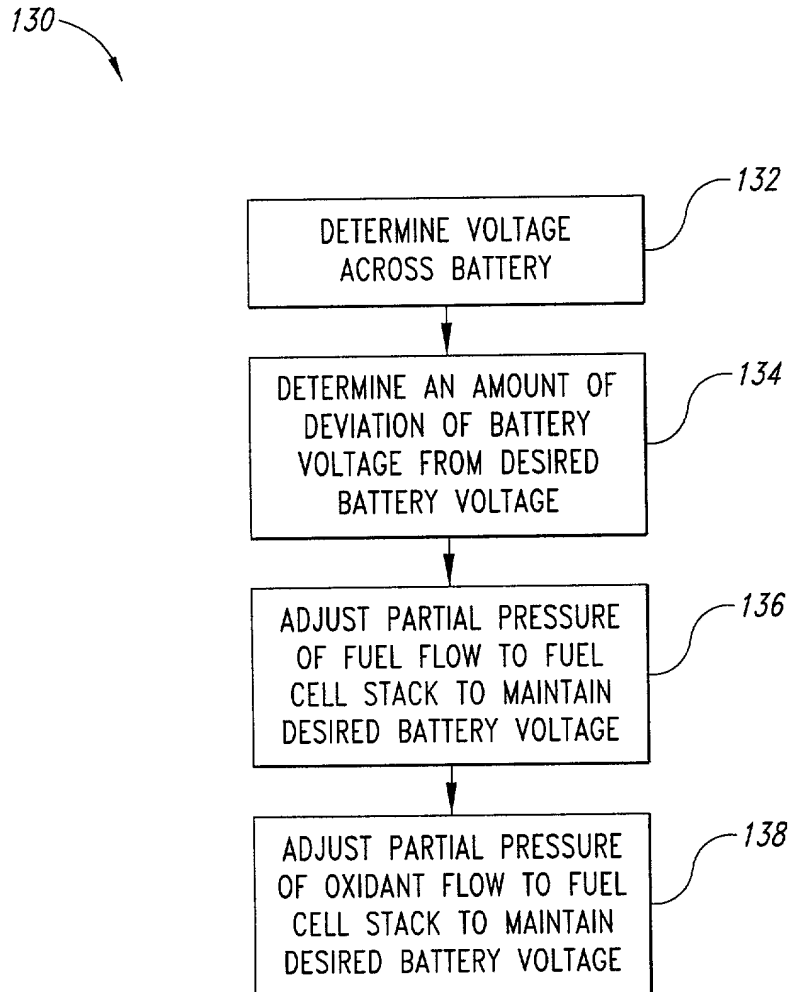 130
132
DETERMINE VOLTAGE
ACROSS BATTERY
134
DETERMINE AN AMOUNT OF
DEVIATION OF BATTERY
VOLTAGE FROM DESIRED
BATTERY VOLTAGE
136
ADJUST PARTIAL PRESSURE
OF FUEL FLOW TO FUEL
CELL STACK TO MAINTAIN
DESIRED BATTERY VOLTAGE
138
ADJUST PARTIAL PRESSURE
OF OXIDANT FLOW TO FUEL
CELL STACK TO MAINTAIN
DESIRED BATTERY VOLTAGE